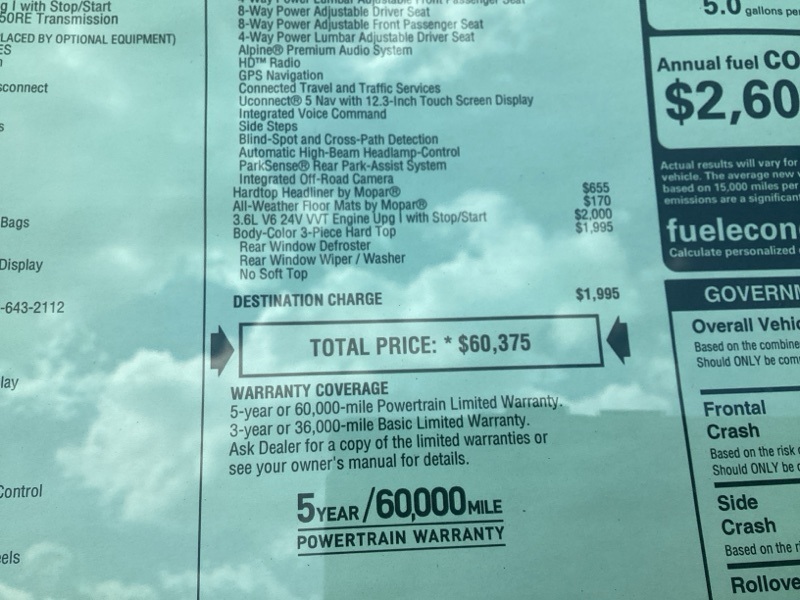 g I with Stop/Start
50RE Transmission
LACED BY OPTIONAL EQUIPMENT)
ES
sconnect
s
Bags
Display
-643-2112
lay
Control
eels
8-Way Power Adjustable Driver Seat
8-Way Power Adjustable Front Passenger Seat
4-Way Power Lumbar Adjustable Driver Seat
Alpine® Premium Audio System
HD™ Radio
GPS Navigation
Connected Travel and Traffic Services
Uconnect® 5 Nav with 12.3-Inch Touch Screen Display
Integrated Voice Command
Side Steps
Blind-Spot and Cross-Path Detection
Automatic High-Beam Headlamp-Control
ParkSense® Rear Park-Assist System
Integrated Off-Road Camera
Hardtop Headliner by Mopar® $655
All-Weather Floor Mats by Mopar® $170
3.6L V6 24V VVT Engine Upg I with Stop/Start $2,000
Body-Color 3-Piece Hard Top $1,995
Rear Window Defroster
Rear Window Wiper / Washer
No Soft Top
DESTINATION CHARGE $1,995
TOTAL PRICE: * $60,375
WARRANTY COVERAGE
5-year or 60,000-mile Powertrain Limited Warranty.
3-year or 36,000-mile Basic Limited Warranty.
Ask Dealer for a copy of the limited warranties or
see your owner's manual for details.
5 YEAR / 60,000 MILE
POWERTRAIN WARRANTY
5.0 gallons pe
Annual fuel CO
$2,60
Actual results will vary for
vehicle. The average new v
based on 15,000 miles per
emissions are a significan
fuelecon
Calculate personalized
GOVERNM
Overall Vehic
Based on the combine
Should ONLY be com
Frontal
Crash
Based on the risk o
Should ONLY be c
Side
Crash
Based on the ri
Rollove